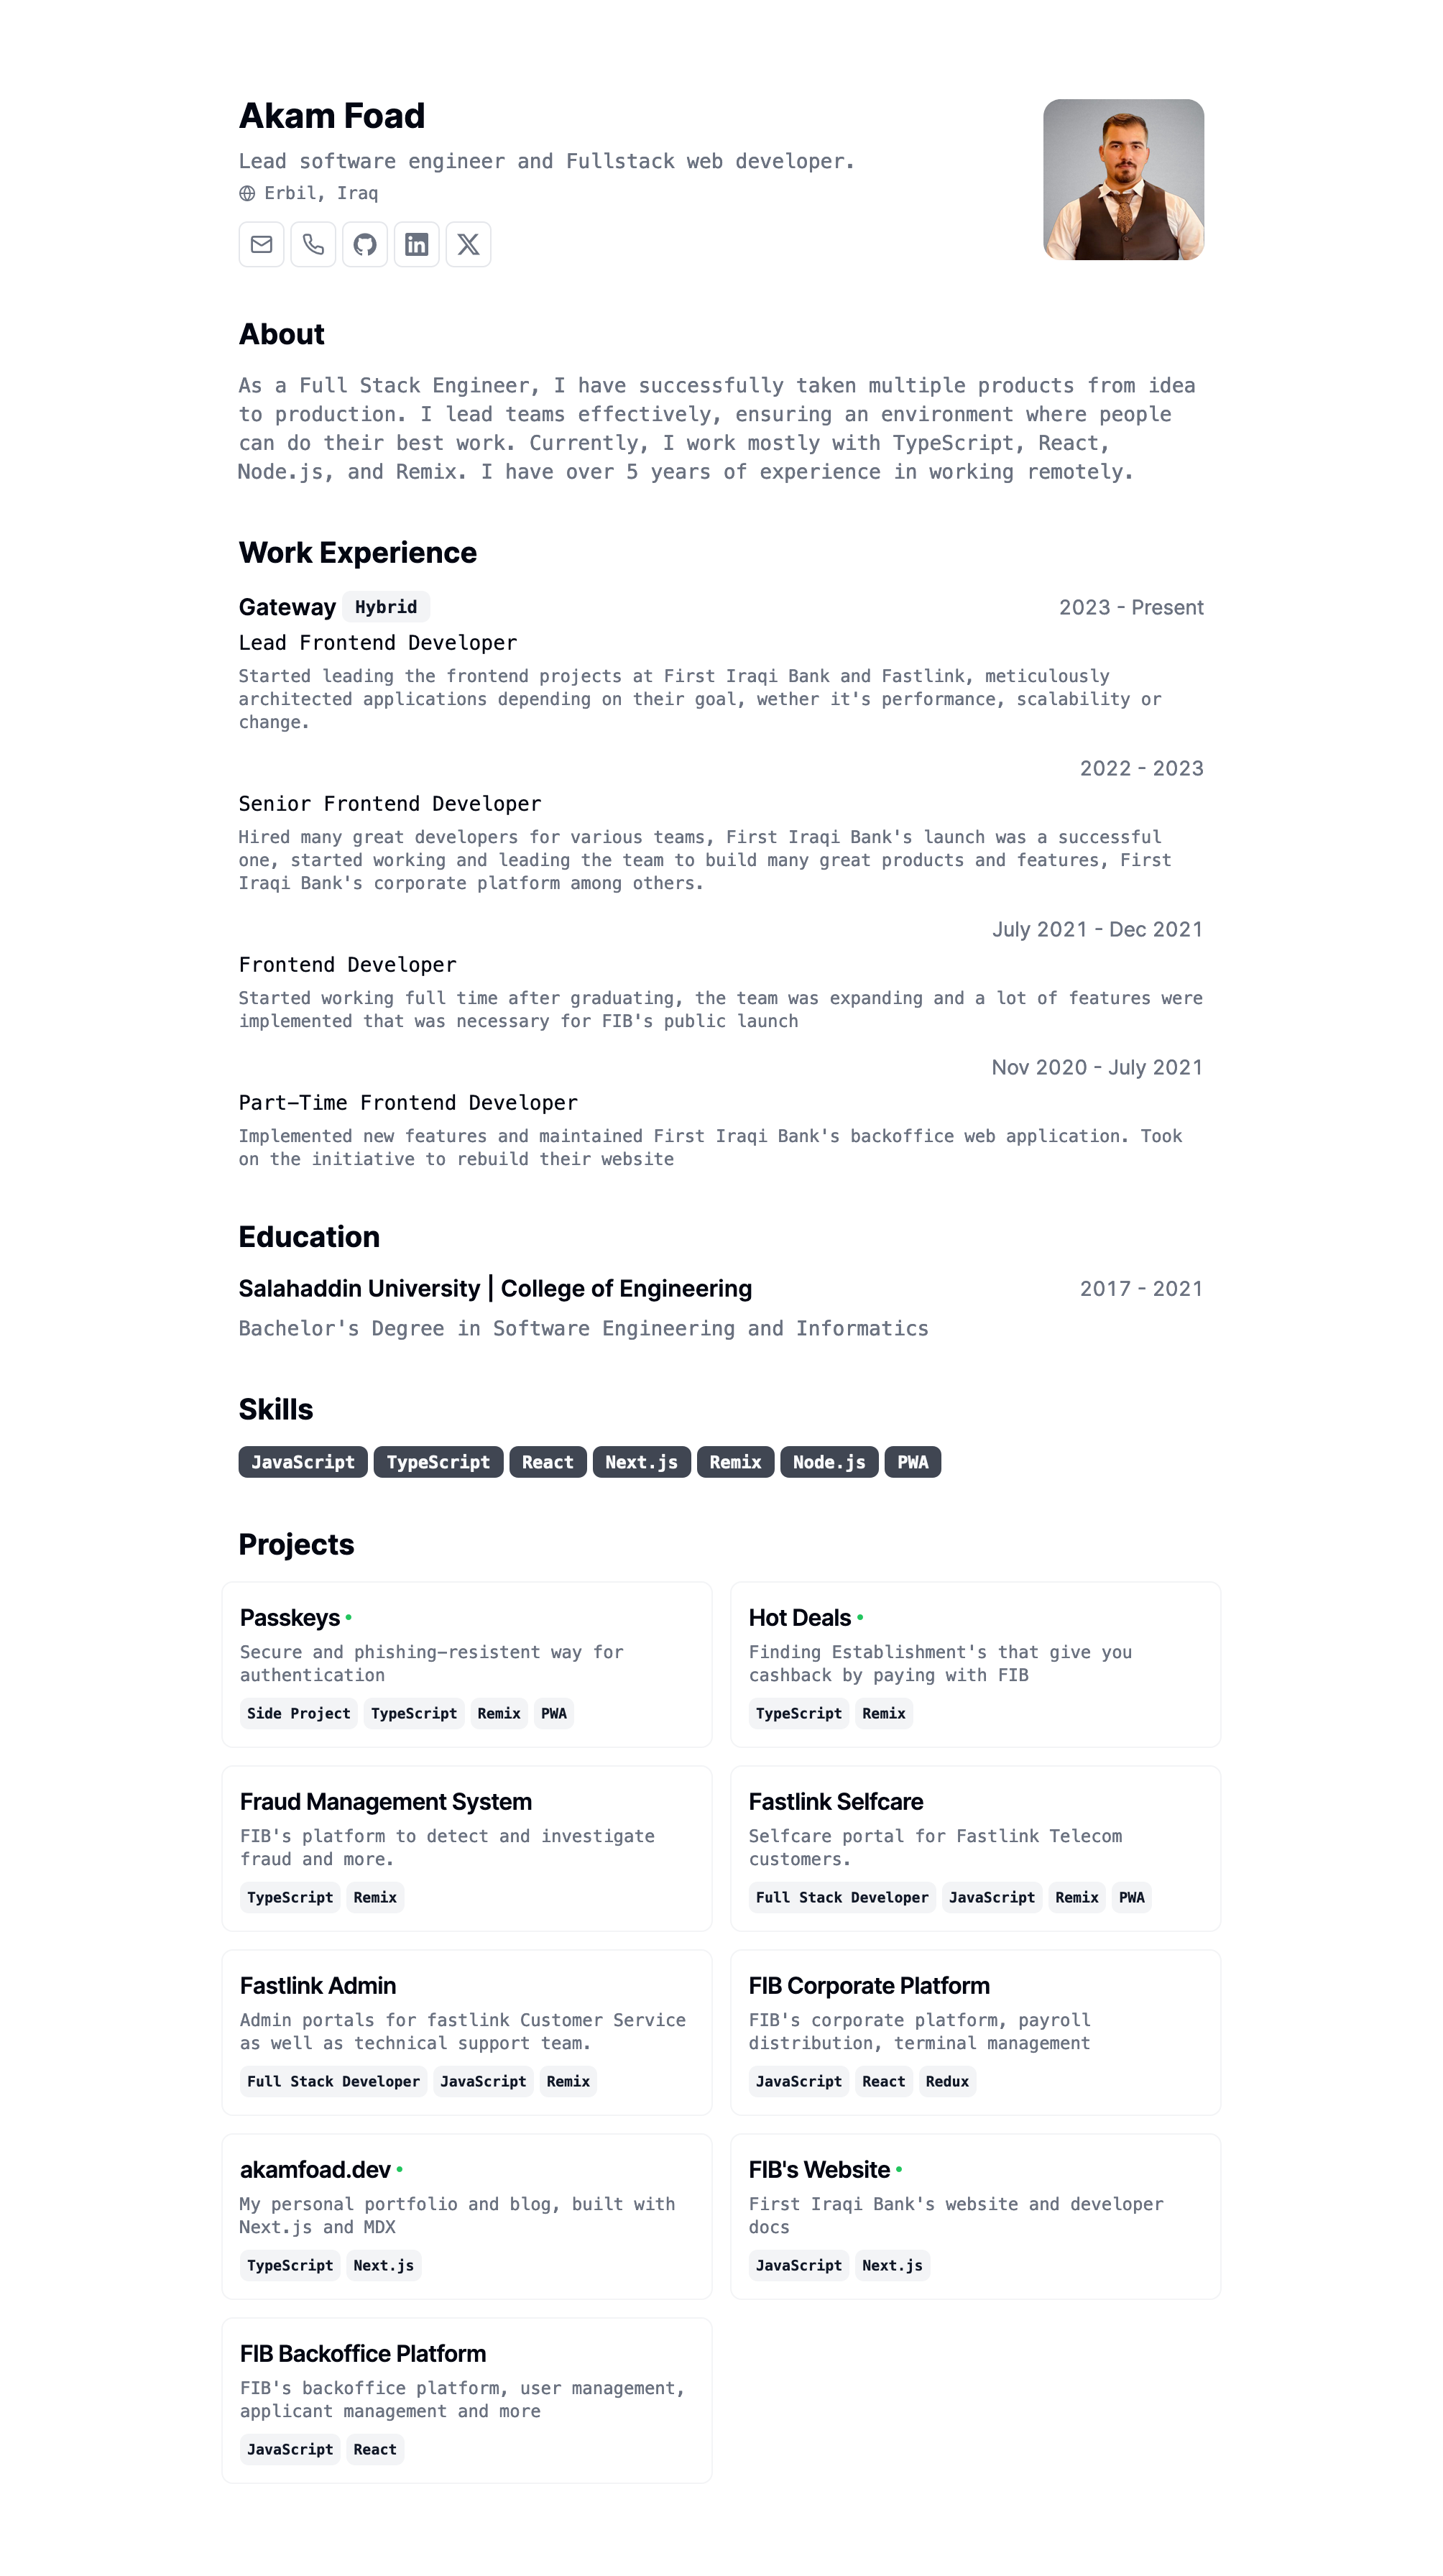 Akam Foad
Lead software engineer and Fullstack web developer.
Erbil, Iraq
About
As a Full Stack Engineer, I have successfully taken multiple products from idea
to production. I lead teams effectively, ensuring an environment where people
can do their best work. Currently, I work mostly with TypeScript, React,
Node.js, and Remix. I have over 5 years of experience in working remotely.
Work Experience
Gateway Hybrid 2023 - Present
Lead Frontend Developer
Started leading the frontend projects at First Iraqi Bank and Fastlink, meticulously
architected applications depending on their goal, wether it's performance, scalability or
change.
2022 - 2023
Senior Frontend Developer
Hired many great developers for various teams, First Iraqi Bank's launch was a successful
one, started working and leading the team to build many great products and features, First
Iraqi Bank's corporate platform among others.
July 2021 - Dec 2021
Frontend Developer
Started working full time after graduating, the team was expanding and a lot of features were
implemented that was necessary for FIB's public launch
Nov 2020 - July 2021
Part-Time Frontend Developer
Implemented new features and maintained First Iraqi Bank's backoffice web application. Took
on the initiative to rebuild their website
Education
Salahaddin University | College of Engineering 2017 - 2021
Bachelor's Degree in Software Engineering and Informatics
Skills
JavaScript TypeScript React Next.js Remix Node.js PWA
Projects
Passkeys
Secure and phishing-resistent way for
authentication
Side Project TypeScript Remix PWA
Hot Deals
Finding Establishment's that give you
cashback by paying with FIB
TypeScript Remix
Fraud Management System
FIB's platform to detect and investigate
fraud and more.
TypeScript Remix
Fastlink Selfcare
Selfcare portal for Fastlink Telecom
customers.
Full Stack Developer JavaScript Remix PWA
Fastlink Admin
Admin portals for fastlink Customer Service
as well as technical support team.
Full Stack Developer JavaScript Remix
FIB Corporate Platform
FIB's corporate platform, payroll
distribution, terminal management
JavaScript React Redux
akamfoad.dev
My personal portfolio and blog, built with
Next.js and MDX
TypeScript Next.js
FIB's Website
First Iraqi Bank's website and developer
docs
JavaScript Next.js
FIB Backoffice Platform
FIB's backoffice platform, user management,
applicant management and more
JavaScript React